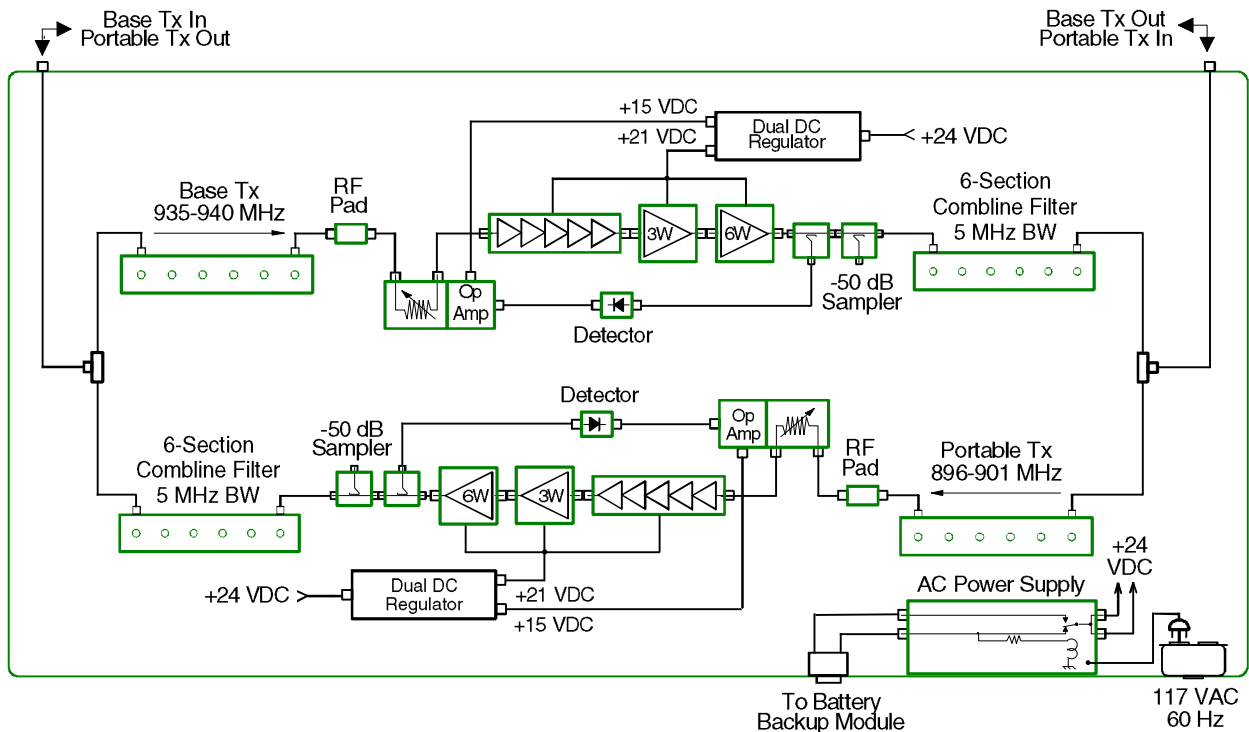 Base Tx In
Portable Tx Out
Base Tx Out
Portable Tx In
+15 VDC
+21 VDC
Dual DC
Regulator
+24 VDC
Base Tx
935-940 MHz
RF
Pad
3W
6W
6-Section
Combline Filter
5 MHz BW
Op
Amp
-50 dB
Sampler
Detector
Detector
Op
Amp
6-Section
Combline Filter
5 MHz BW
-50 dB
Sampler
6W
3W
RF
Pad
Portable Tx
896-901 MHz
+24 VDC
Dual DC
Regulator
+21 VDC
+15 VDC
AC Power Supply
+24
VDC
To Battery
Backup Module
117 VAC
60 Hz